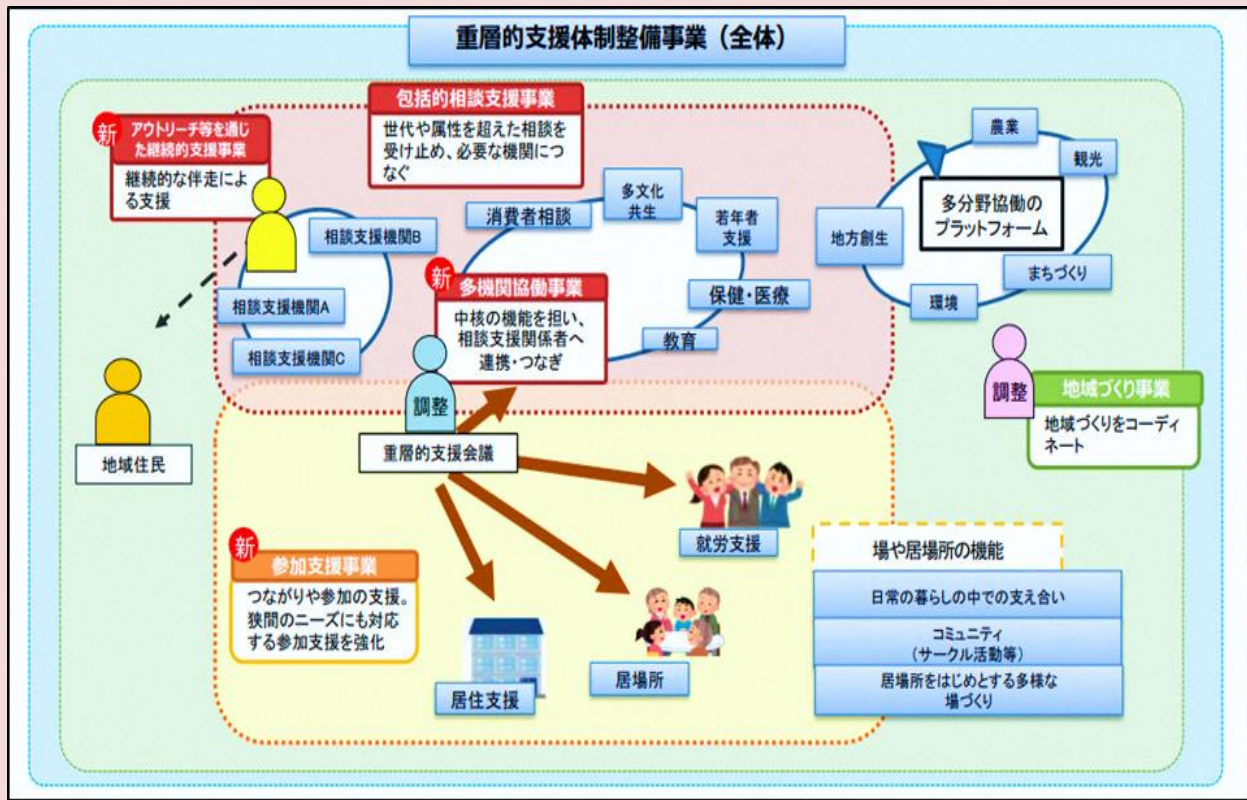 重層的支援体制整備事業（全体）
新
アウトリーチ等を通じ
た継続的支援事業
継続的な伴走によ
る支援
包括的相談支援事業
世代や属性を超えた相談を
受け止め、必要な機関につ
なぐ
相談支援機関B
相談支援機関A
相談支援機関C
消費者相談
多文化
共生
若年者
支援
保健・医療
教育
新
多機関協働事業
中核の機能を担い、
相談支援関係者へ
連携・つなぎ
農業
観光
多分野協働の
プラットフォーム
地方創生
まちづくり
環境
調整
地域づくり事業
地域づくりをコーディ
ネート
地域住民
調整
重層的支援会議
新
参加支援事業
つながりや参加の支援。
狭間のニーズにも対応
する参加支援を強化
就労支援
居場所
居住支援
場や居場所の機能
日常の暮らしの中での支え合い
コミュニティ
（サークル活動等）
居場所をはじめとする多様な
場づくり